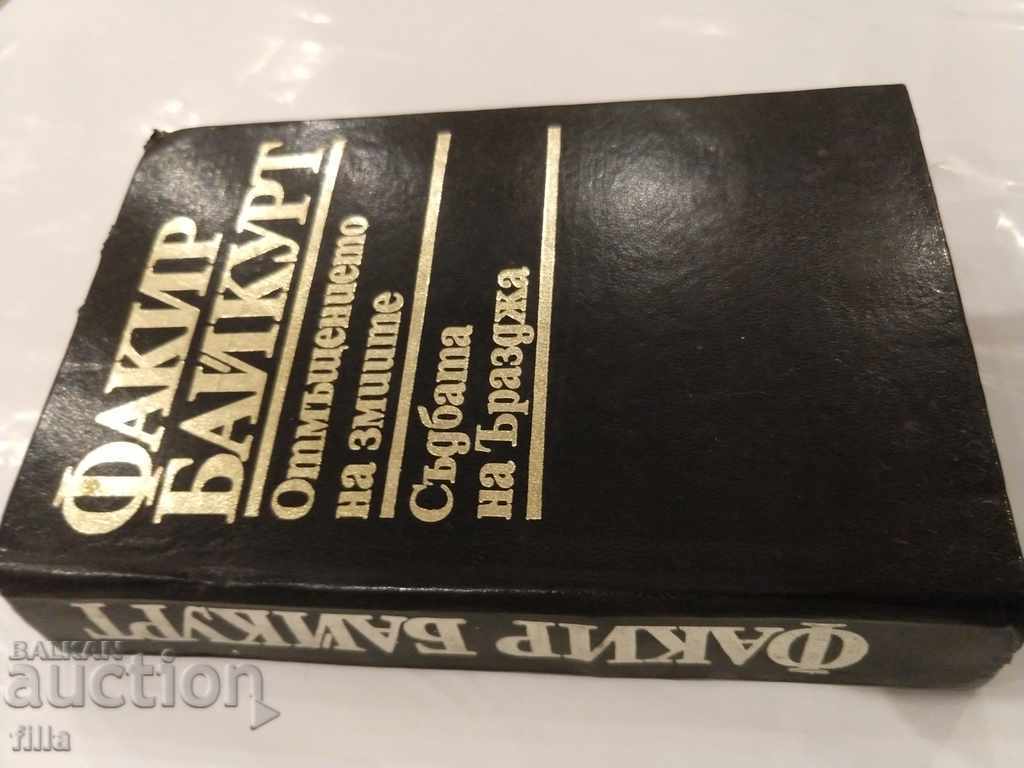 ФАКИР
БАЙКУРТ
Отмъщението
на змиите
Съдбата
на Ъразджа
ФАКИР БАЙКУРТ
BALKAN
auction
filla